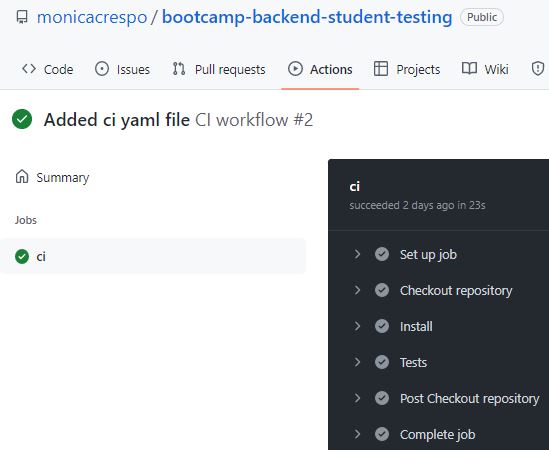 monicacrespo / bootcamp-backend-student-testing Public
Code Issues Pull requests Actions Projects Wiki
Added ci yaml file CI workflow #2
Summary
Jobs
ci
ci
succeeded 2 days ago in 23s
Set up job
Checkout repository
Install
Tests
Post Checkout repository
Complete job